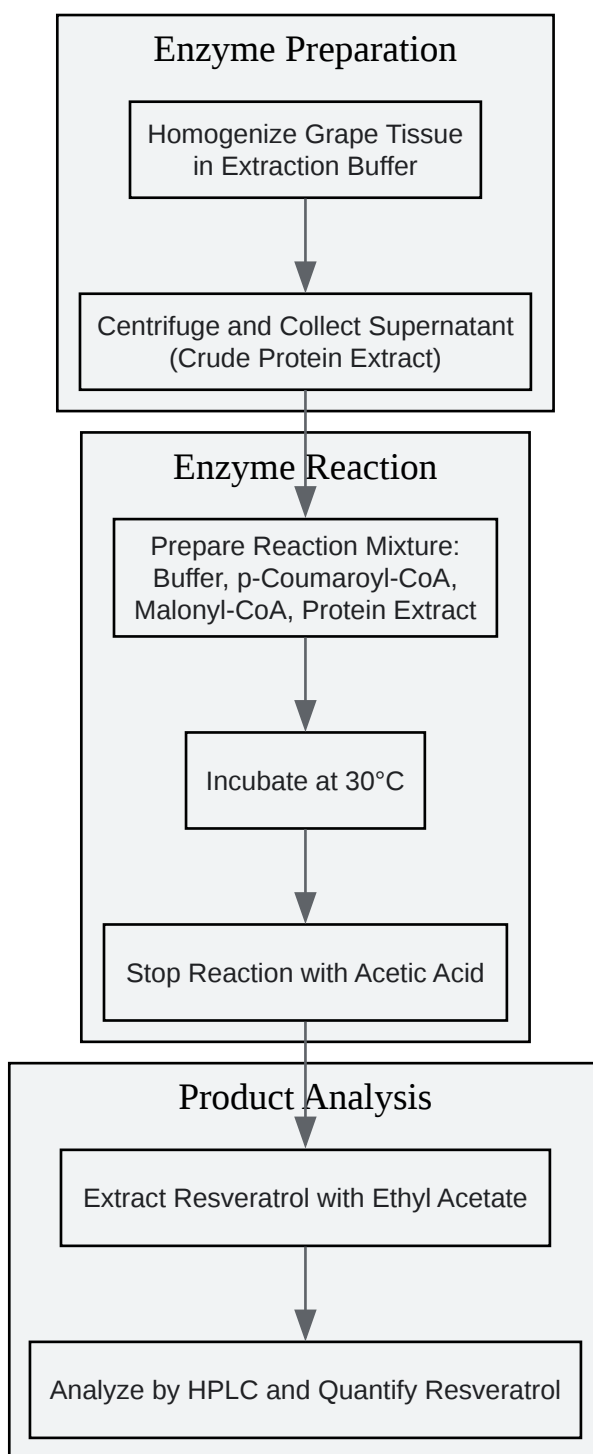 Enzyme Preparation
Homogenize Grape Tissue
in Extraction Buffer
Centrifuge and Collect Supernatant
(Crude Protein Extract)
Enzyme Reaction
Prepare Reaction Mixture:
Buffer, p-Coumaroyl-CoA,
Malonyl-CoA, Protein Extract
Incubate at 30°C
Stop Reaction with Acetic Acid
Product Analysis
Extract Resveratrol with Ethyl Acetate
Analyze by HPLC and Quantify Resveratrol